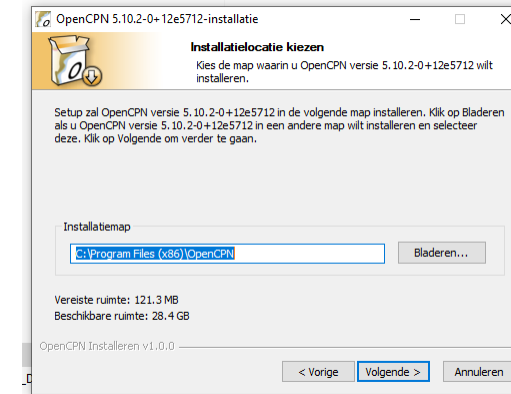 OpenCPN 5.10.2-0+12e5712-installatie
Installatielocatie kiezen
Kies de map waarin u OpenCPN versie 5.10.2-0+12e5712 wilt
installeren.
Setup zal OpenCPN versie 5.10.2-0+12e5712 in de volgende map installeren. Klik op Bladeren
als u OpenCPN versie 5.10.2-0+12e5712 in een andere map wilt installeren en selecteer
deze. Klik op Volgende om verder te gaan.
Installatiemap
C:\Program Files (x86)\OpenCPN
Bladeren...
Vereiste ruimte: 121.3 MB
Beschikbare ruimte: 28.4 GB
OpenCPN Installeren v1.0.0
< Vorige
Volgende >
Annuleren